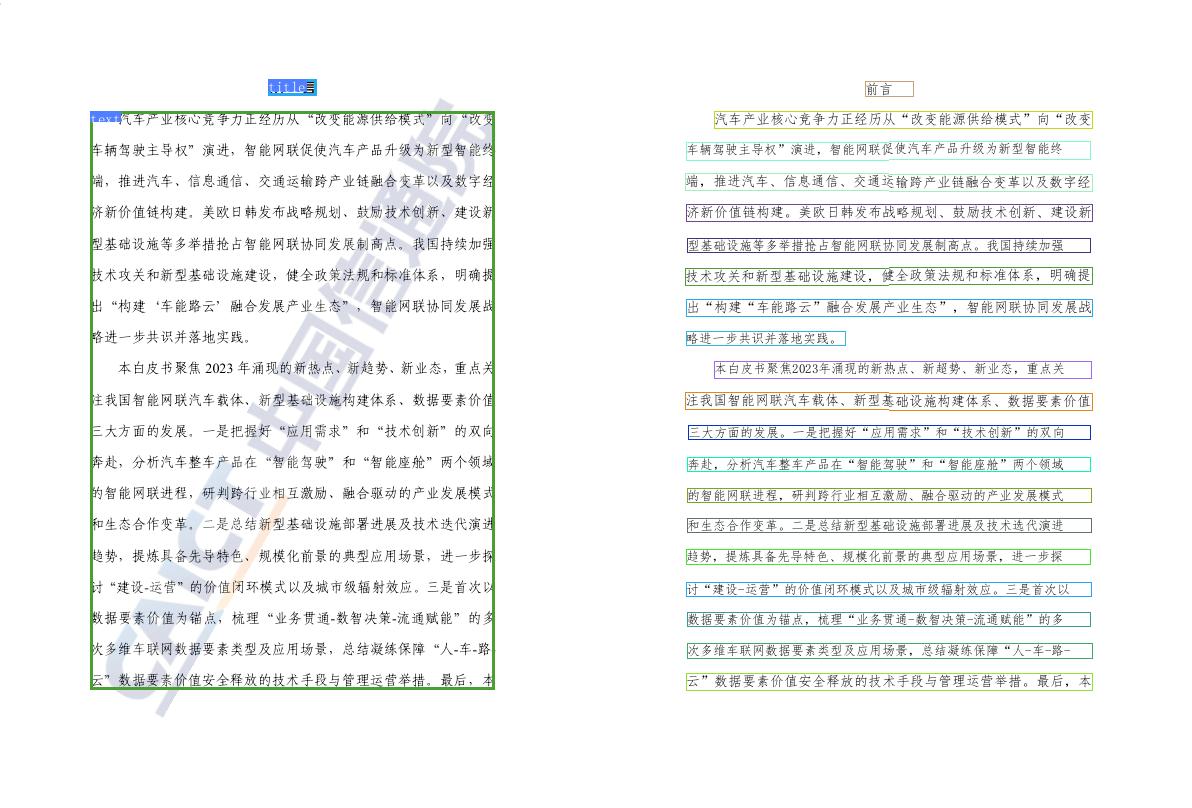 title
text汽车产业核心竞争力正经历从“改变能源供给模式”向“改变
车辆驾驶主导权”演进，智能网联促使汽车产品升级为新型智能终
端，推进汽车、信息通信、交通运输跨产业链融合变革以及数字经
济新价值链构建。美欧日韩发布战略规划、鼓励技术创新、建设新
型基础设施等多举措抢占智能网联协同发展制高点。我国持续加强
技术攻关和新型基础设施建设，健全政策法规和标准体系，明确提
出“构建‘车能路云’融合发展产业生态”，智能网联协同发展战
略进一步共识并落地实践。
本白皮书聚焦 2023 年涌现的新热点、新趋势、新业态，重点关
注我国智能网联汽车载体、新型基础设施构建体系、数据要素价值
三大方面的发展。一是把握好“应用需求”和“技术创新”的双向
奔赴，分析汽车整车产品在“智能驾驶”和“智能座舱”两个领域
的智能网联进程，研判跨行业相互激励、融合驱动的产业发展模式
和生态合作变革。二是总结新型基础设施部署进展及技术迭代演进
趋势，提炼具备先导特色、规模化前景的典型应用场景，进一步探
讨“建设-运营”的价值闭环模式以及城市级辐射效应。三是首次以
数据要素价值为锚点，梳理“业务贯通-数智决策-流通赋能”的多
次多维车联网数据要素类型及应用场景，总结凝练保障“人-车-路-
云”数据要素价值安全释放的技术手段与管理运营举措。最后，本
CAICT 中国信通院
前言
汽车产业核心竞争力正经历从“改变能源供给模式”向“改变
车辆驾驶主导权”演进，智能网联促使汽车产品升级为新型智能终
端，推进汽车、信息通信、交通运输跨产业链融合变革以及数字经
济新价值链构建。美欧日韩发布战略规划、鼓励技术创新、建设新
型基础设施等多举措抢占智能网联协同发展制高点。我国持续加强
技术攻关和新型基础设施建设，健全政策法规和标准体系，明确提
出“构建“车能路云”融合发展产业生态”，智能网联协同发展战
略进一步共识并落地实践。
本白皮书聚焦2023年涌现的新热点、新超势、新业态，重点关
注我国智能网联汽车载体、新型基础设施构建体系、数据要素价值
三大方面的发展。一是把握好“应用需求”和“技术创新”的双向
奔赴，分析汽车整车产品在“智能驾驶”和“智能座舱”两个领域
的智能网联进程，研判跨行业相互激励、融合驱动的产业发展模式
和生态合作变革。二是总结新型基础设施部署进展及技术迭代演进
趋势，提炼具备先导特色、规模化前景的典型应用场景，进一步探
讨“建设-运营”的价值闭环模式以及城市级辐射效应。三是首次以
数据要素价值为锚点，梳理“业务贯通-数智决策-流通赋能”的多
次多维车联网数据要素类型及应用场景，总结凝练保障“人-车-路-
云”数据要素价值安全释放的技术手段与管理运营举措。最后，本